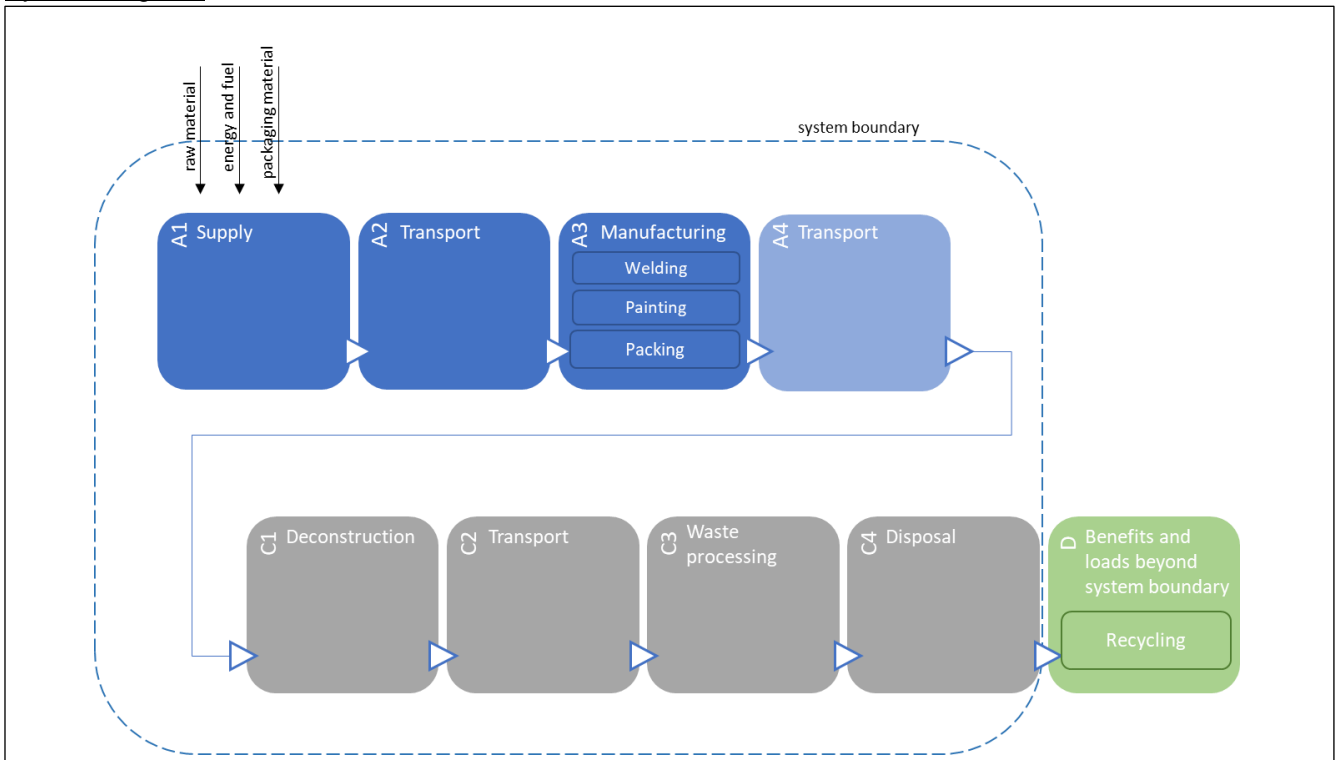 raw material
energy and fuel
packaging material
system boundary
A1 Supply
A2 Transport
A3 Manufacturing
Welding
Painting
Packing
A4 Transport
C1 Deconstruction
C2 Transport
C3 Waste
processing
C4 Disposal
D Benefits and
loads beyond
system boundary
Recycling